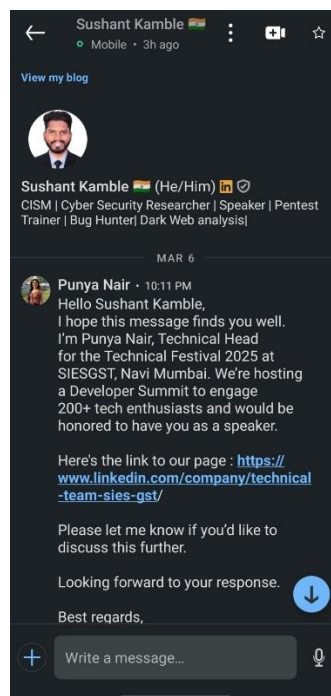 Sushant Kamble 🇮🇳
Mobile • 3h ago
View my blog
Sushant Kamble 🇮🇳 (He/Him) in
CISM | Cyber Security Researcher | Speaker | Pentest
Trainer | Bug Hunter| Dark Web analysis|
MAR 6
Punya Nair • 10:11 PM
Hello Sushant Kamble,
I hope this message finds you well.
I'm Punya Nair, Technical Head
for the Technical Festival 2025 at
SIESGST, Navi Mumbai. We're hosting
a Developer Summit to engage
200+ tech enthusiasts and would be
honored to have you as a speaker.
Here's the link to our page : https://
www.linkedin.com/company/technical
-team-sies-gst/
Please let me know if you'd like to
discuss this further.
Looking forward to your response.
Best regards,
Write a message...